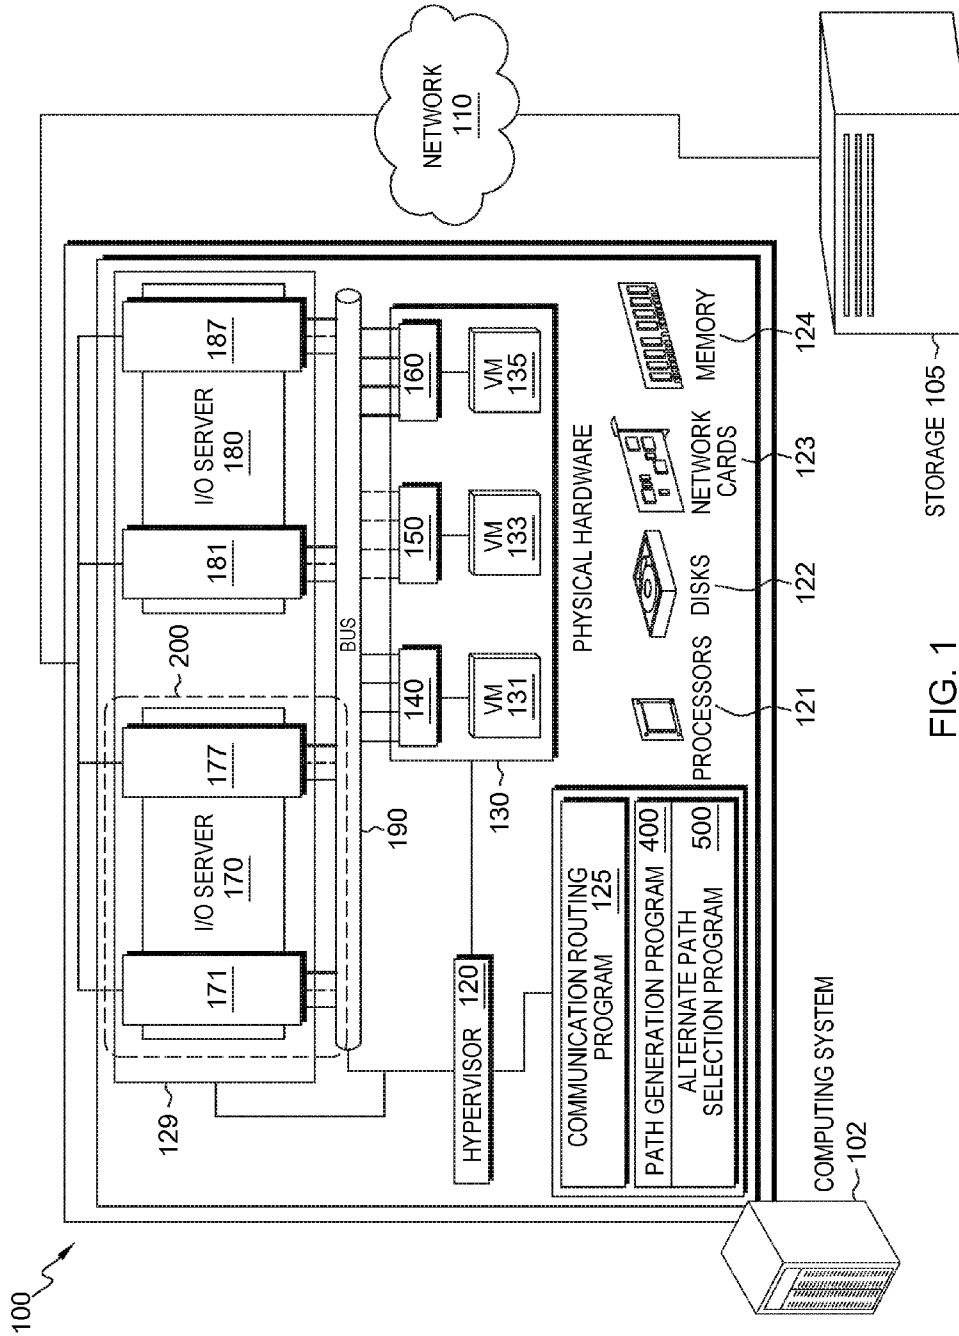 100
NETWORK
110
129
200
171
I/O SERVER
170
177
181
I/O SERVER
180
187
BUS
190
HYPERVISOR 120
130
140
150
160
VM
131
VM
133
VM
135
COMMUNICATION ROUTING
PROGRAM 125
PATH GENERATION PROGRAM 400
ALTERNATE PATH
SELECTION PROGRAM 500
PHYSICAL HARDWARE
PROCESSORS
121
DISKS
122
NETWORK
CARDS
123
MEMORY
124
COMPUTING SYSTEM
102
STORAGE 105
FIG. 1